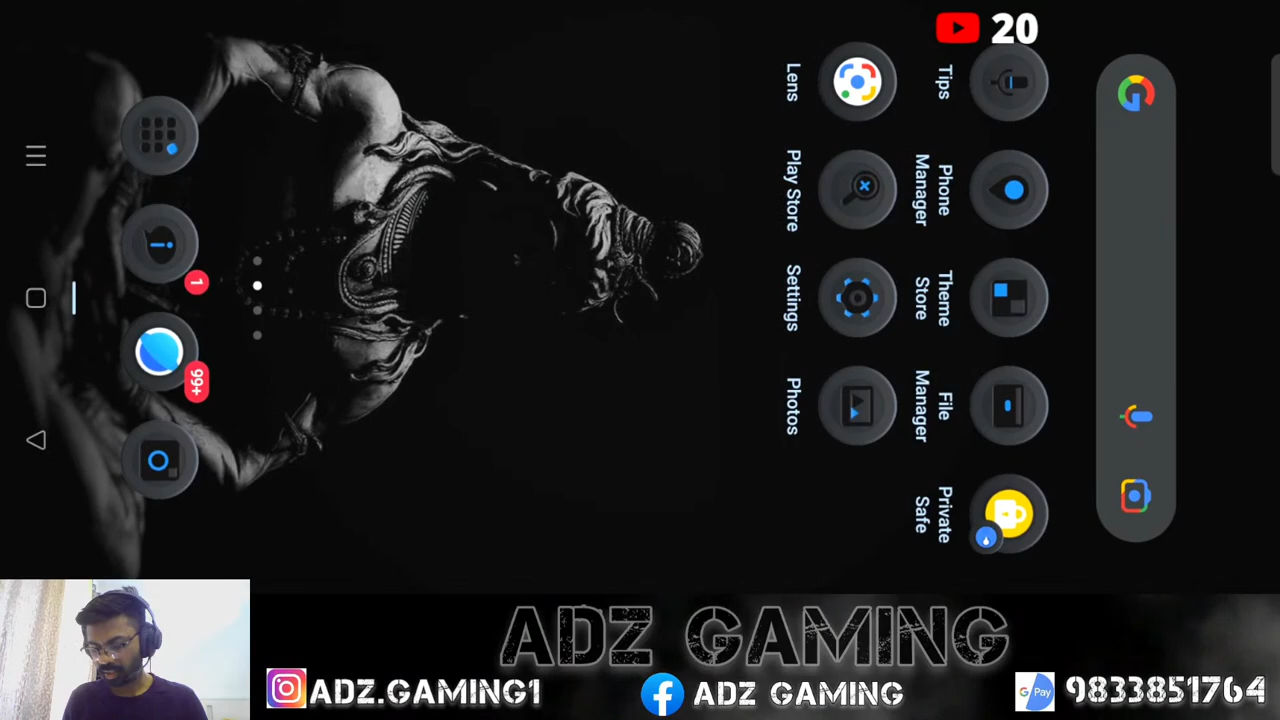 20
Tips
Phone
Manager
Theme
Store
File
Manager
Private
Safe
Lens
Play Store
Settings
Photos
1
99+
ADZ GAMING
ADZ.GAMING1
ADZ GAMING
G Pay
9833851764